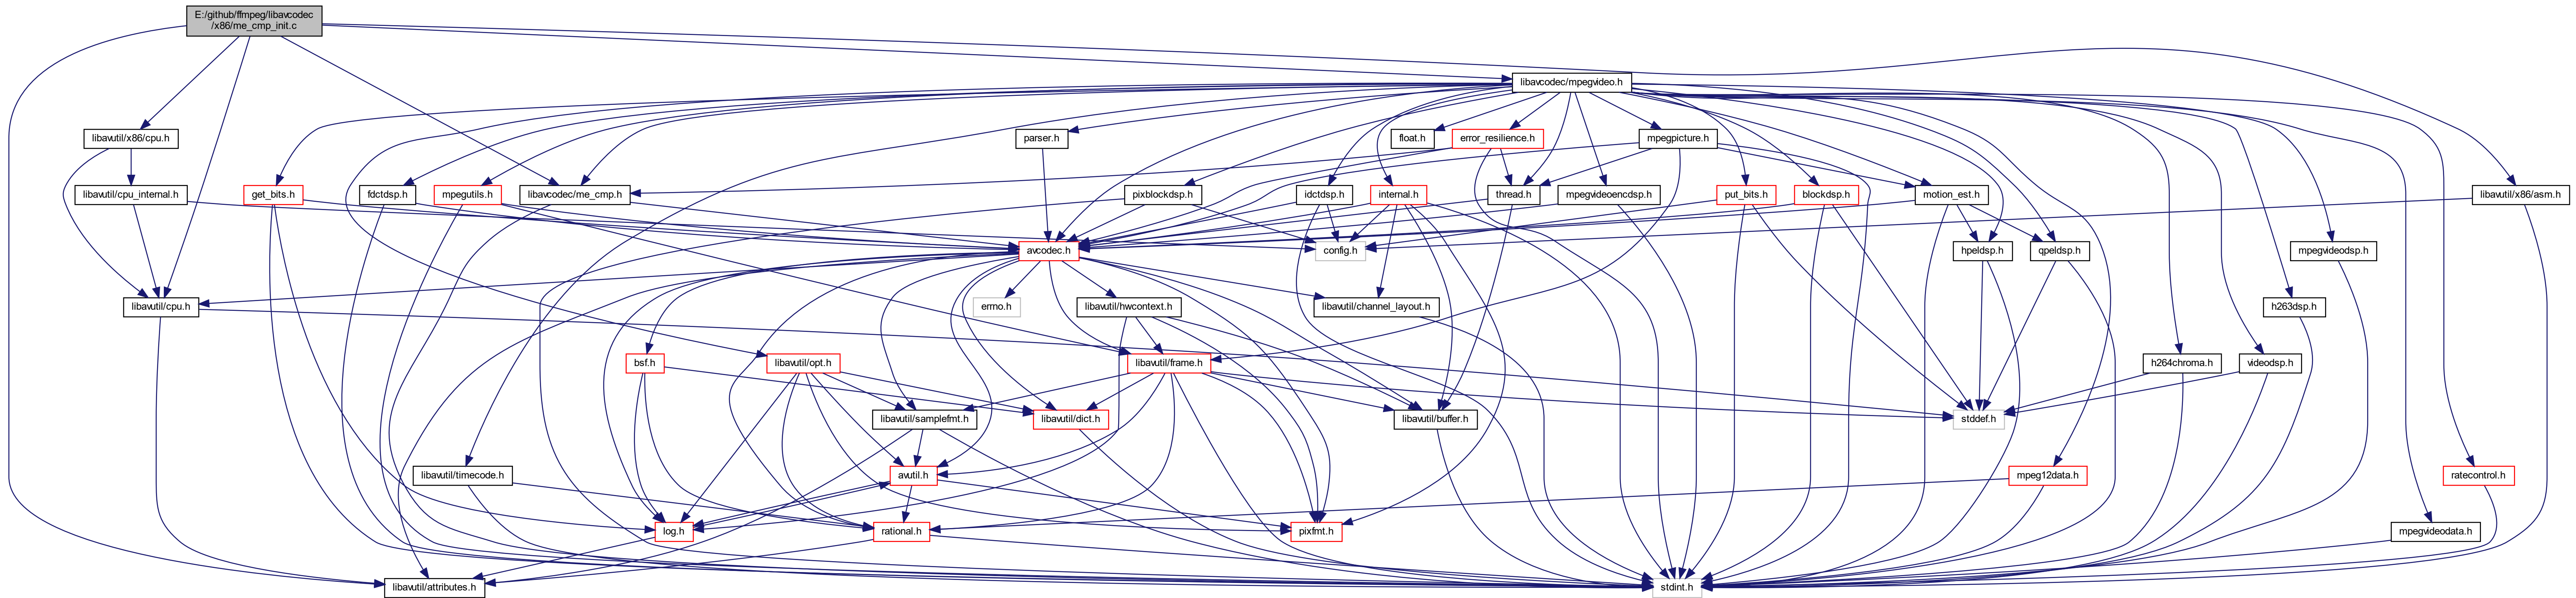 E:/github/ffmpeg/libavcodec
/x86/me_cmp_init.c
libavcodec/mpegvideo.h
libavutil/x86/cpu.h
parser.h
float.h
error_resilience.h
mpegpicture.h
libavutil/cpu_internal.h
get_bits.h
fdctdsp.h
mpegutils.h
libavcodec/me_cmp.h
pixblockdsp.h
idctdsp.h
internal.h
thread.h
mpegvideoencdsp.h
put_bits.h
blockdsp.h
motion_est.h
libavutil/x86/asm.h
avcodec.h
config.h
hpeldsp.h
qpeldsp.h
mpegvideodsp.h
libavutil/cpu.h
errno.h
libavutil/hwcontext.h
libavutil/channel_layout.h
h263dsp.h
bsf.h
libavutil/opt.h
libavutil/frame.h
h264chroma.h
videodsp.h
libavutil/samplefmt.h
libavutil/dict.h
libavutil/buffer.h
stddef.h
libavutil/timecode.h
avutil.h
mpeg12data.h
ratecontrol.h
log.h
rational.h
pixfmt.h
mpegvideodata.h
libavutil/attributes.h
stdint.h